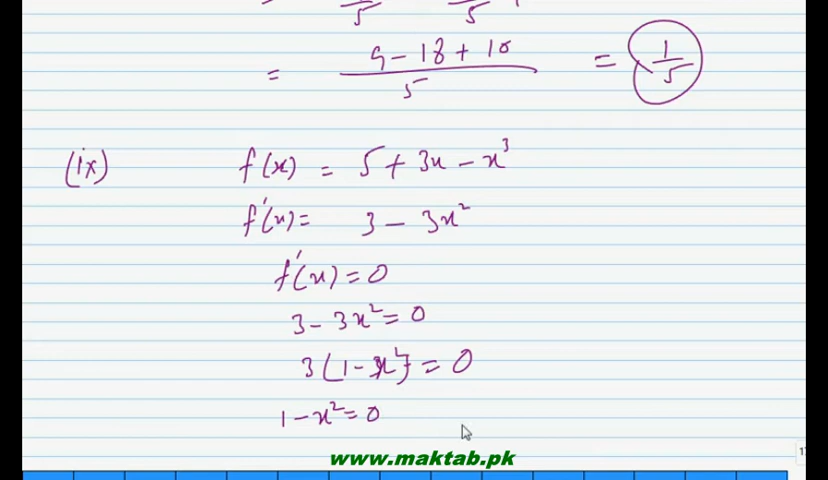 = 9 - 18 + 10 / 5 = 1/5
(ix) f(x) = 5 + 3x - x³
f'(x) = 3 - 3x²
f'(x) = 0
3 - 3x² = 0
3(1 - x²) = 0
1 - x² = 0
www.maktab.pk